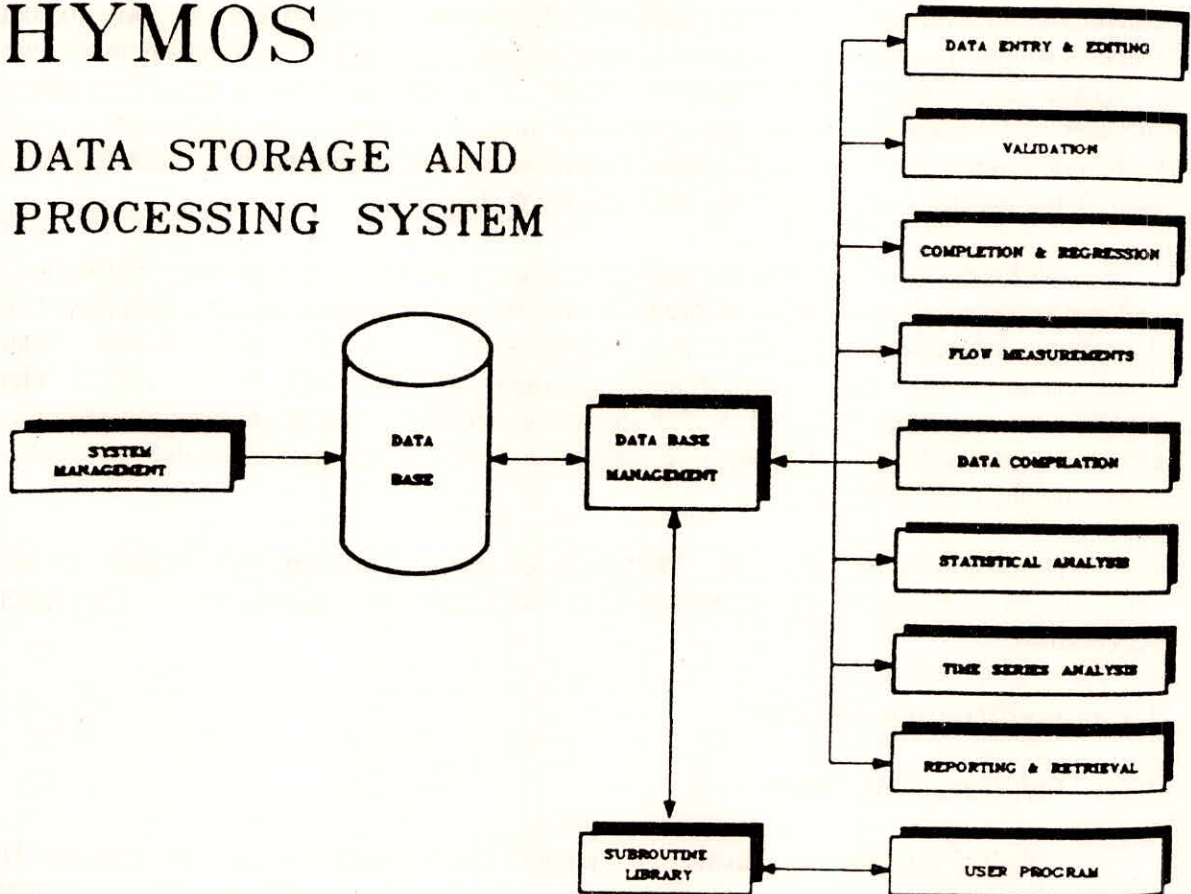 HYMOS
DATA STORAGE AND
PROCESSING SYSTEM
SYSTEM
MANAGEMENT
DATA
BASE
DATA BASE
MANAGEMENT
DATA ENTRY & EDITING
VALIDATION
COMPLETION & REGRESSION
FLOW MEASUREMENTS
DATA COMPILATION
STATISTICAL ANALYSIS
TIME SERIES ANALYSIS
REPORTING & RETRIEVAL
SUBROUTINE
LIBRARY
USER PROGRAM